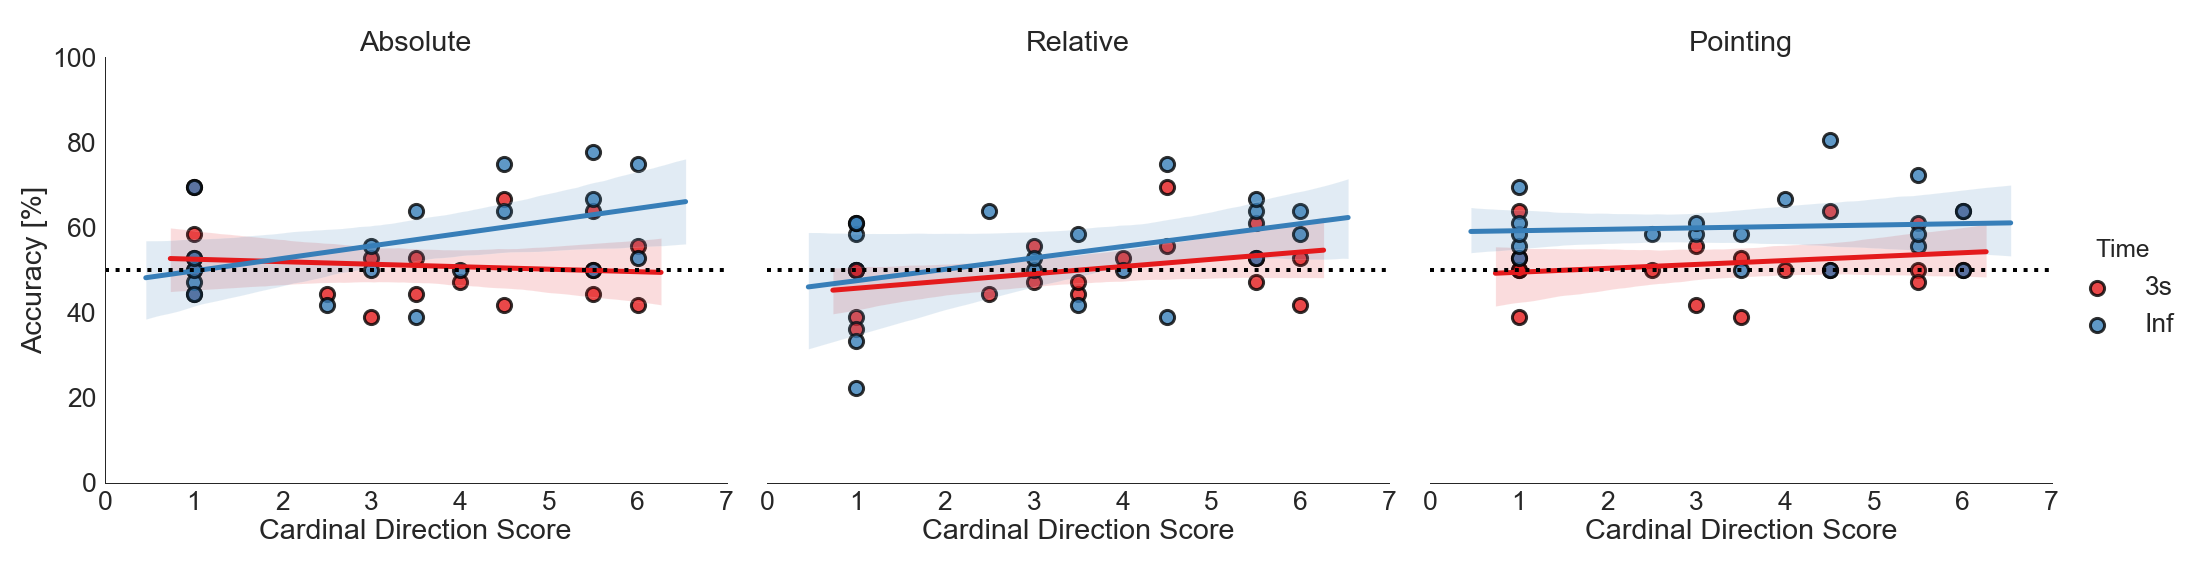 Absolute
Relative
Pointing
Accuracy [%]
100
80
60
40
20
0
0 1 2 3 4 5 6 7
0 1 2 3 4 5 6 7
0 1 2 3 4 5 6 7
Cardinal Direction Score
Cardinal Direction Score
Cardinal Direction Score
Time
3s
Inf